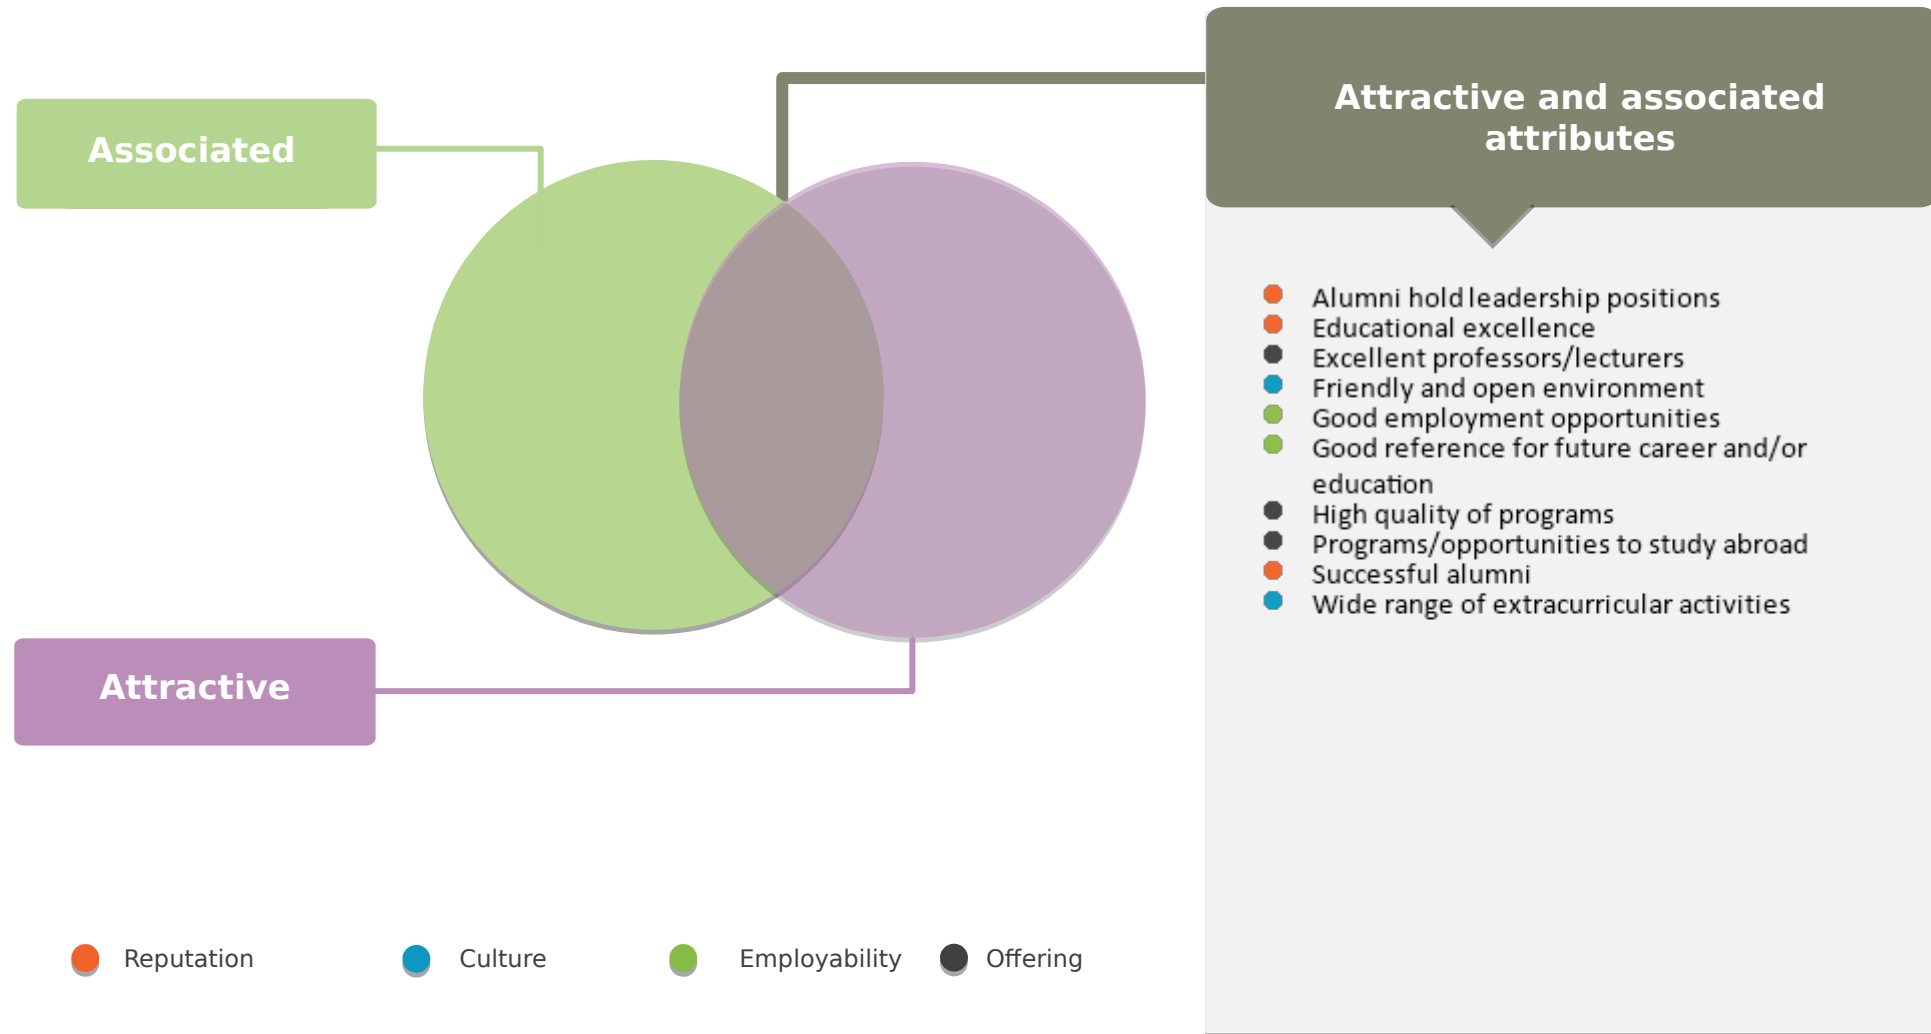 Associated
Attractive and associated
attributes
Alumni hold leadership positions
Educational excellence
Excellent professors/lecturers
Friendly and open environment
Good employment opportunities
Good reference for future career and/or
education
High quality of programs
Programs/opportunities to study abroad
Successful alumni
Wide range of extracurricular activities
Attractive
Reputation
Culture
Employability
Offering